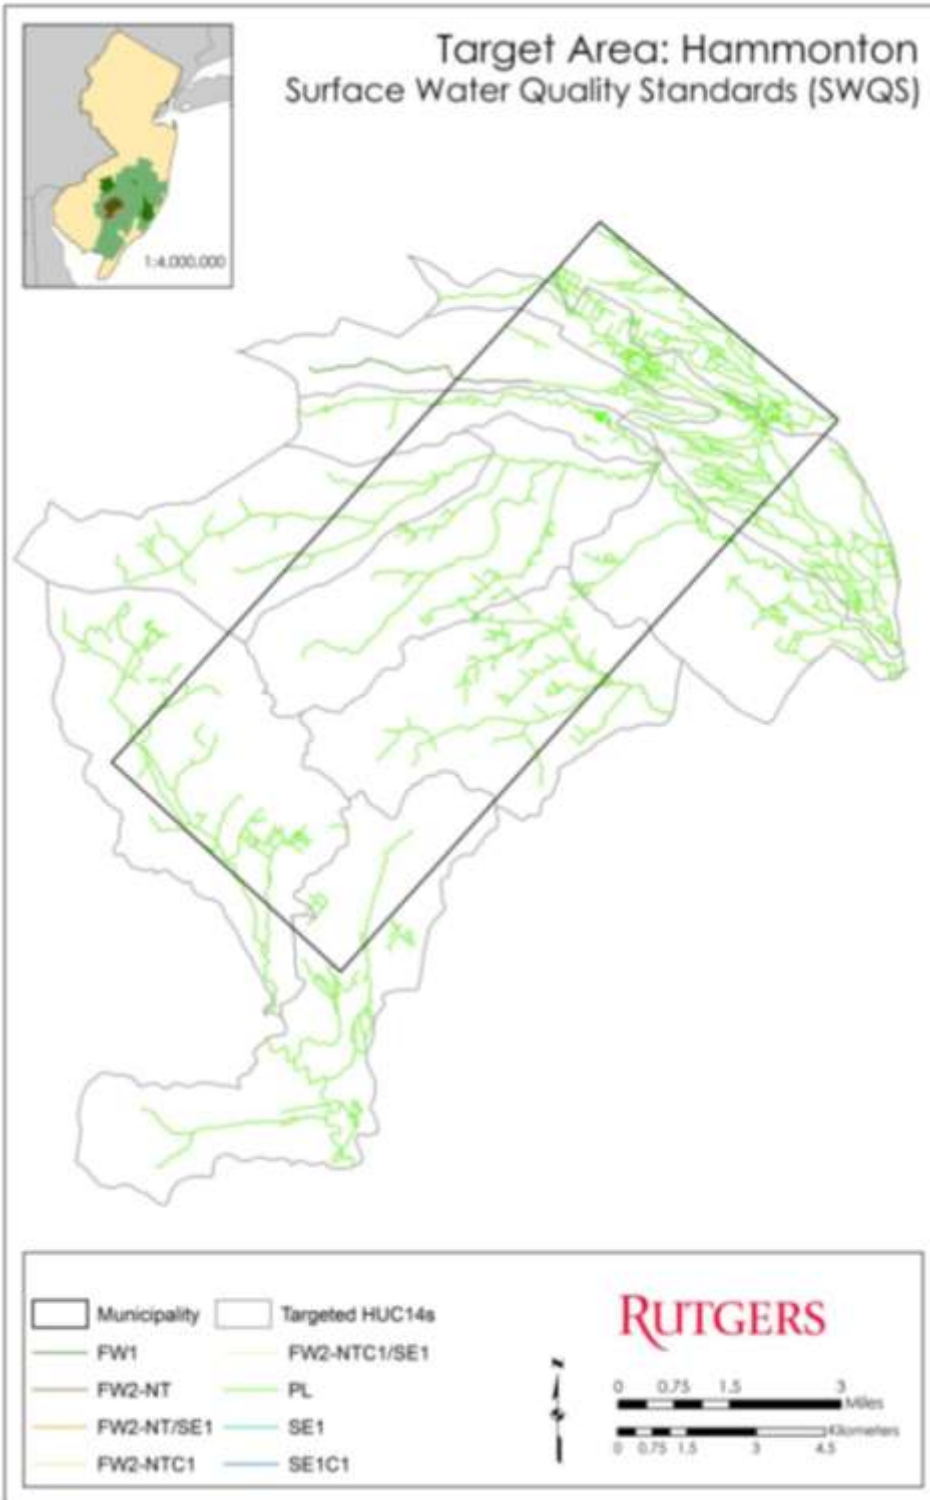 Target Area: Hammonton
Surface Water Quality Standards (SWQS)
1:4,000,000
Municipality
Targeted HUC14s
FW1
FW2-NTC1/SE1
FW2-NT
PL
FW2-NT/SE1
SE1
FW2-NTC1
SE1C1
RUTGERS
N
0 0.75 1.5 3
Miles
Kilometers
0 0.75 1.5 3 4.5